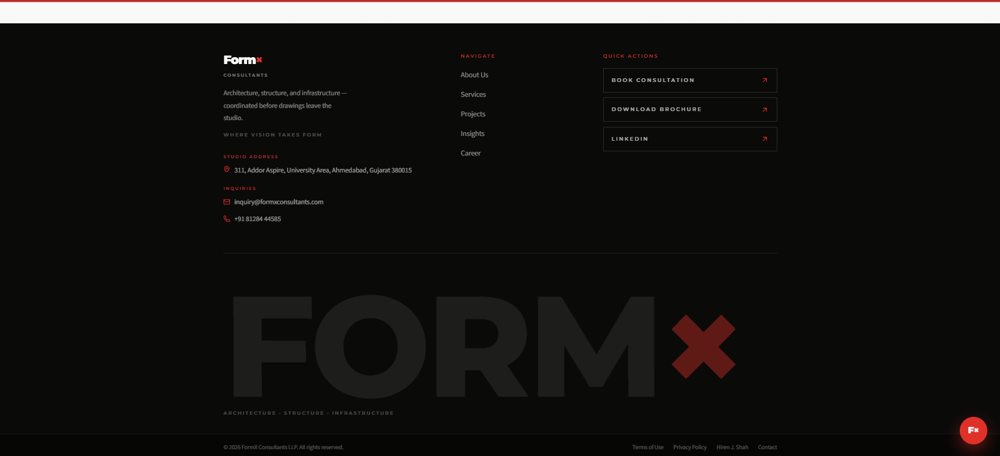 Form✖
CONSULTANTS
Architecture, structure, and infrastructure —
coordinated before drawings leave the
studio.
WHERE VISION TAKES FORM
STUDIO ADDRESS
311, Addor Aspire, University Area, Ahmedabad, Gujarat 380015
INQUIRIES
inquiry@formxconsultants.com
+91 81284 44585
NAVIGATE
About Us
Services
Projects
Insights
Career
QUICK ACTIONS
BOOK CONSULTATION
DOWNLOAD BROCHURE
LINKEDIN
FORM✖
ARCHITECTURE · STRUCTURE · INFRASTRUCTURE
© 2026 FormX Consultants LLP. All rights reserved.
Terms of Use Privacy Policy Hiren J. Shah Contact
F✖